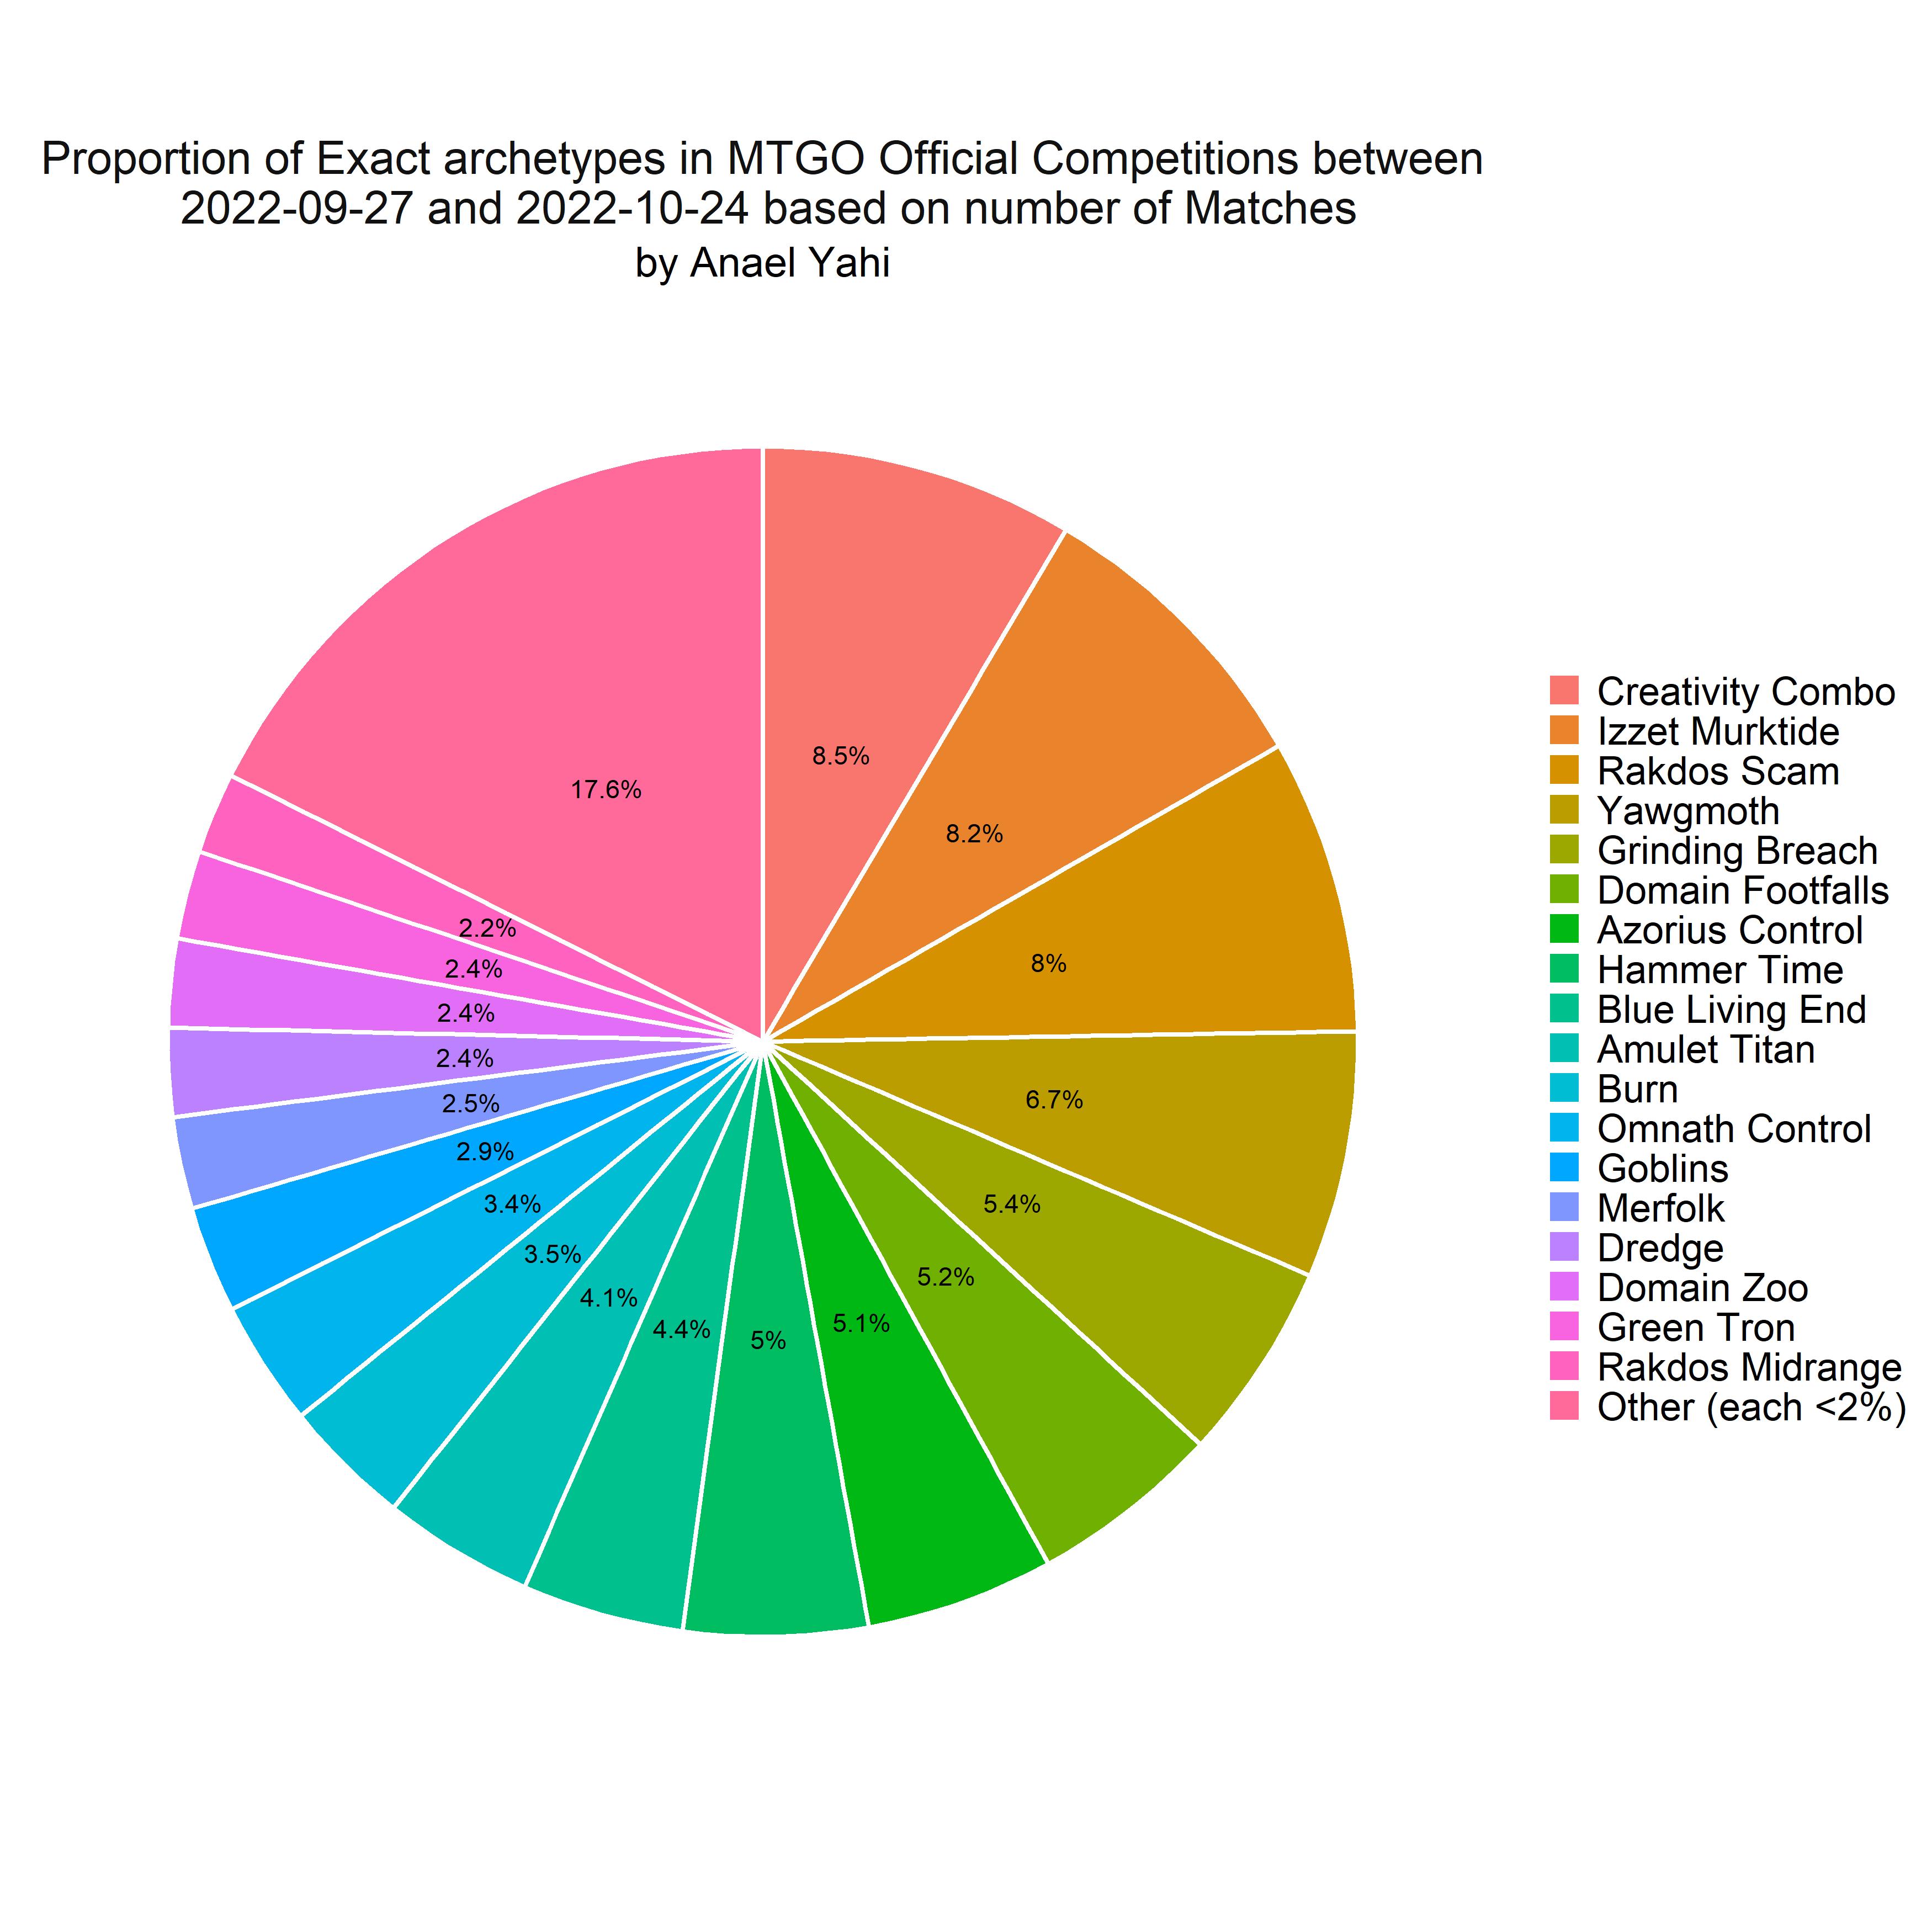 Proportion of Exact archetypes in MTGO Official Competitions between
2022-09-27 and 2022-10-24 based on number of Matches
by Anael Yahi
8.5%
8.2%
8%
6.7%
5.4%
5.2%
5.1%
5%
4.4%
4.1%
3.5%
3.4%
2.9%
2.5%
2.4%
2.4%
2.4%
2.2%
17.6%
Creativity Combo
Izzet Murktide
Rakdos Scam
Yawgmoth
Grinding Breach
Domain Footfalls
Azorius Control
Hammer Time
Blue Living End
Amulet Titan
Burn
Omnath Control
Goblins
Merfolk
Dredge
Domain Zoo
Green Tron
Rakdos Midrange
Other (each <2%)